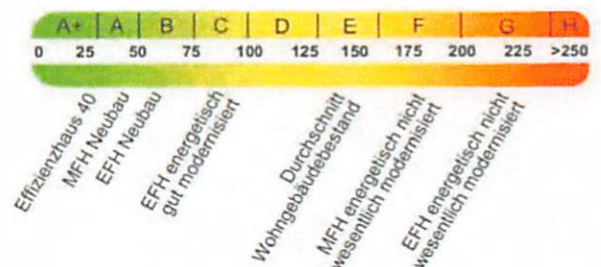 A+ A B C D E F G H
0 25 50 75 100 125 150 175 200 225 >250
Effizienzhaus 40
MFH Neubau
EFH Neubau
EFH energetisch
gut modernisiert
Durchschnitt
Wohngebäudebestand
MFH energetisch nicht
wesentlich modernisiert
EFH energetisch nicht
wesentlich modernisiert